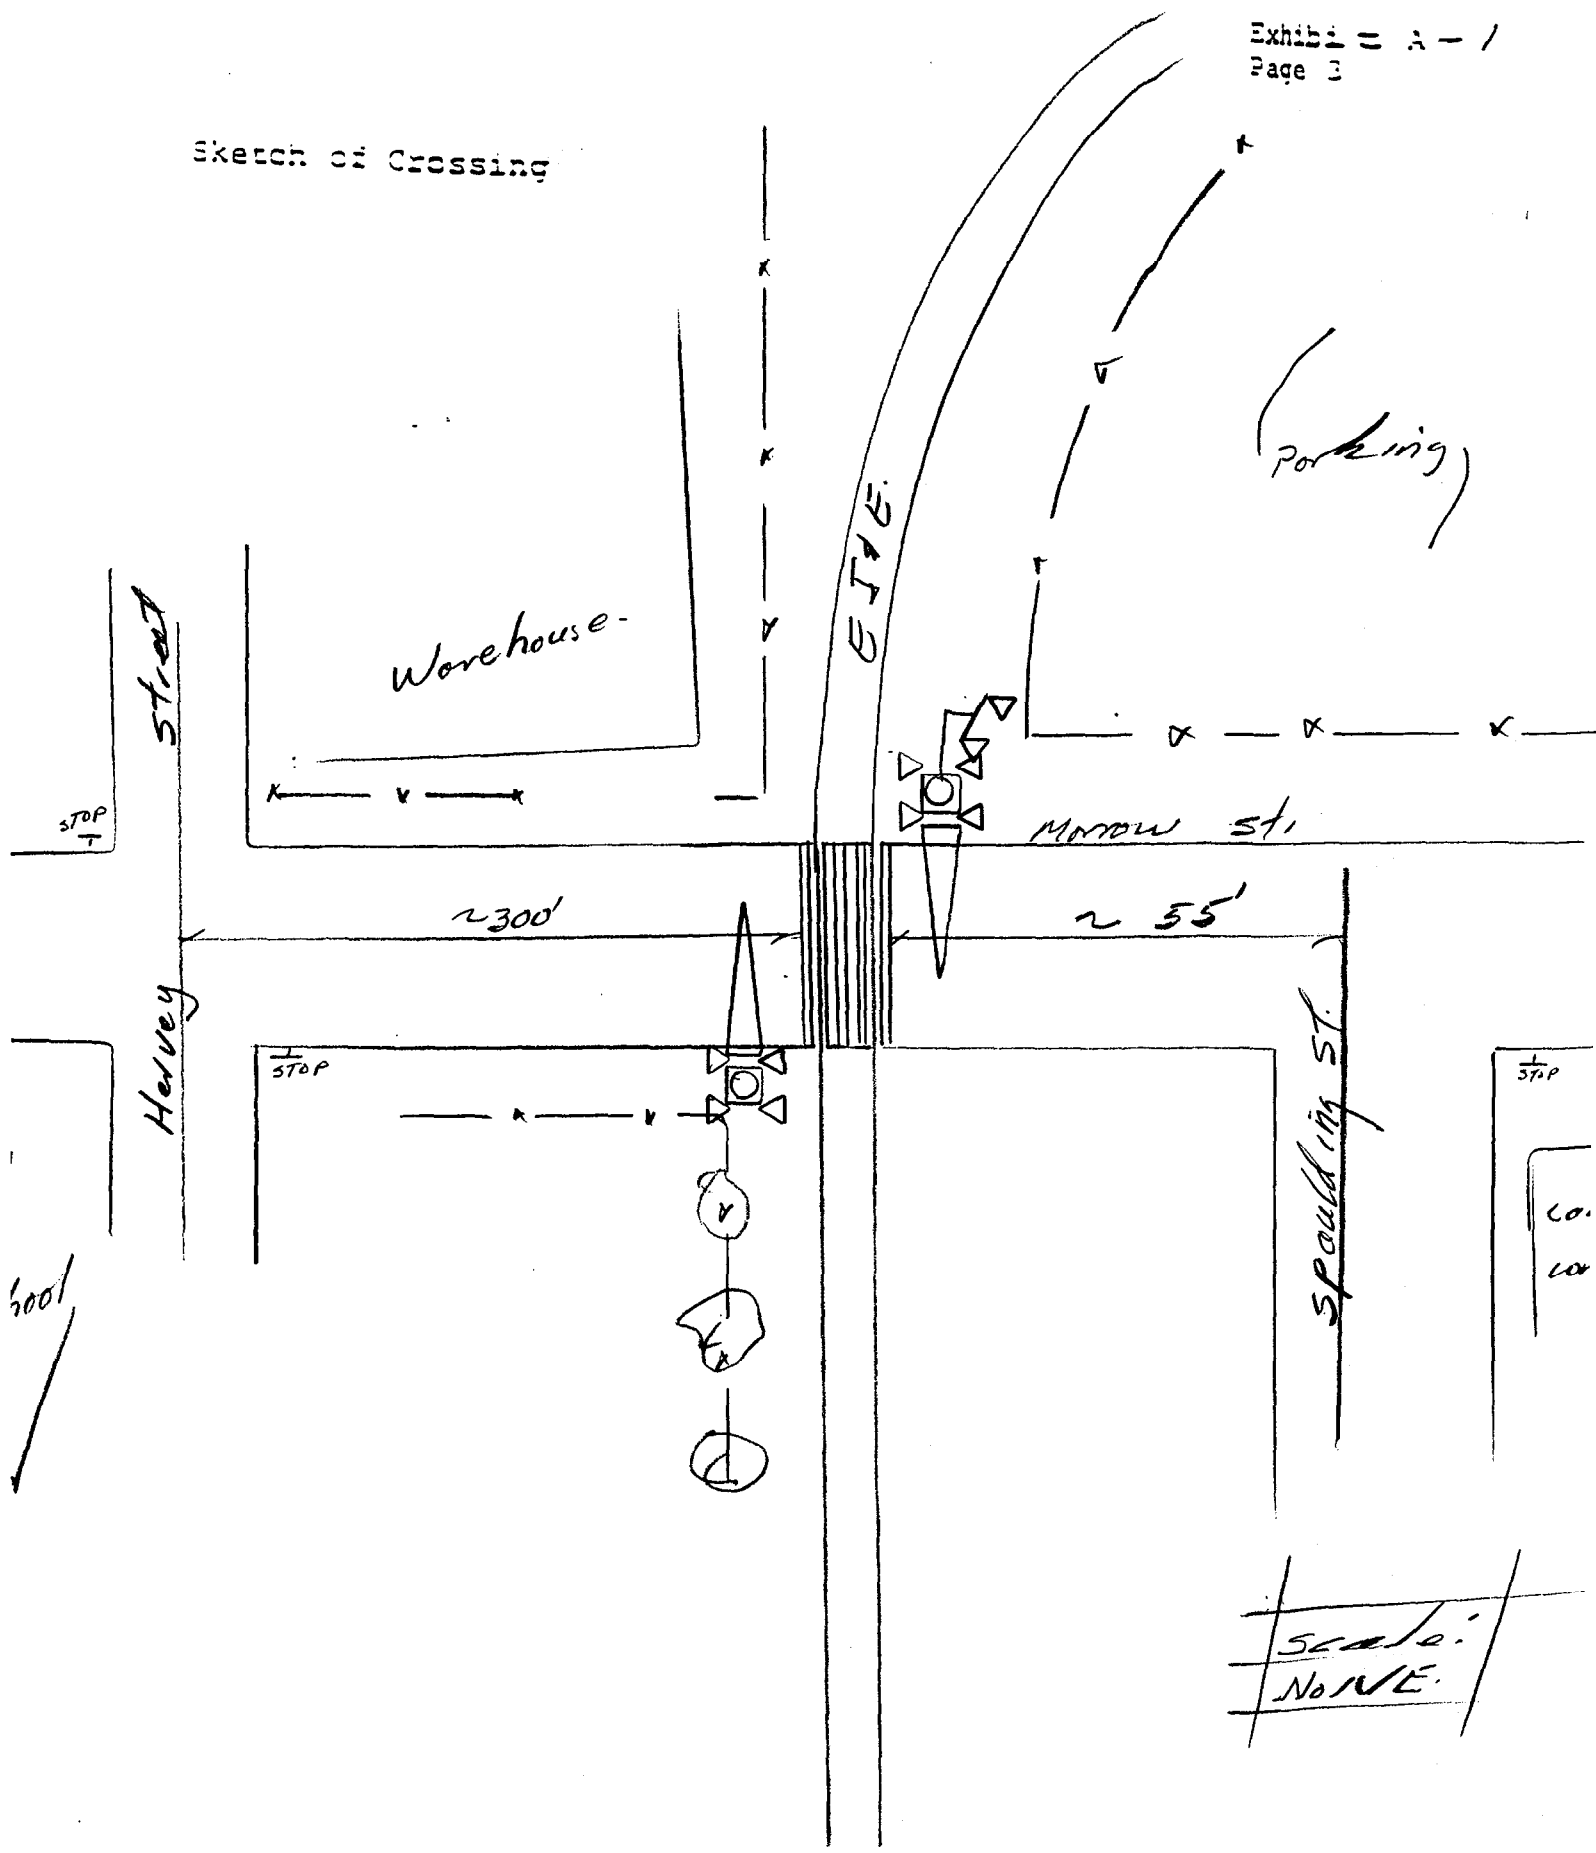 Exhibit A-1
Page 3
Sketch of Crossing
Parking
E J & E.
Warehouse.
Street
Harvey
STOP
Morrow St.
~300'
~ 55'
STOP
Spaulding ST.
STOP
Scale:
NoNE.